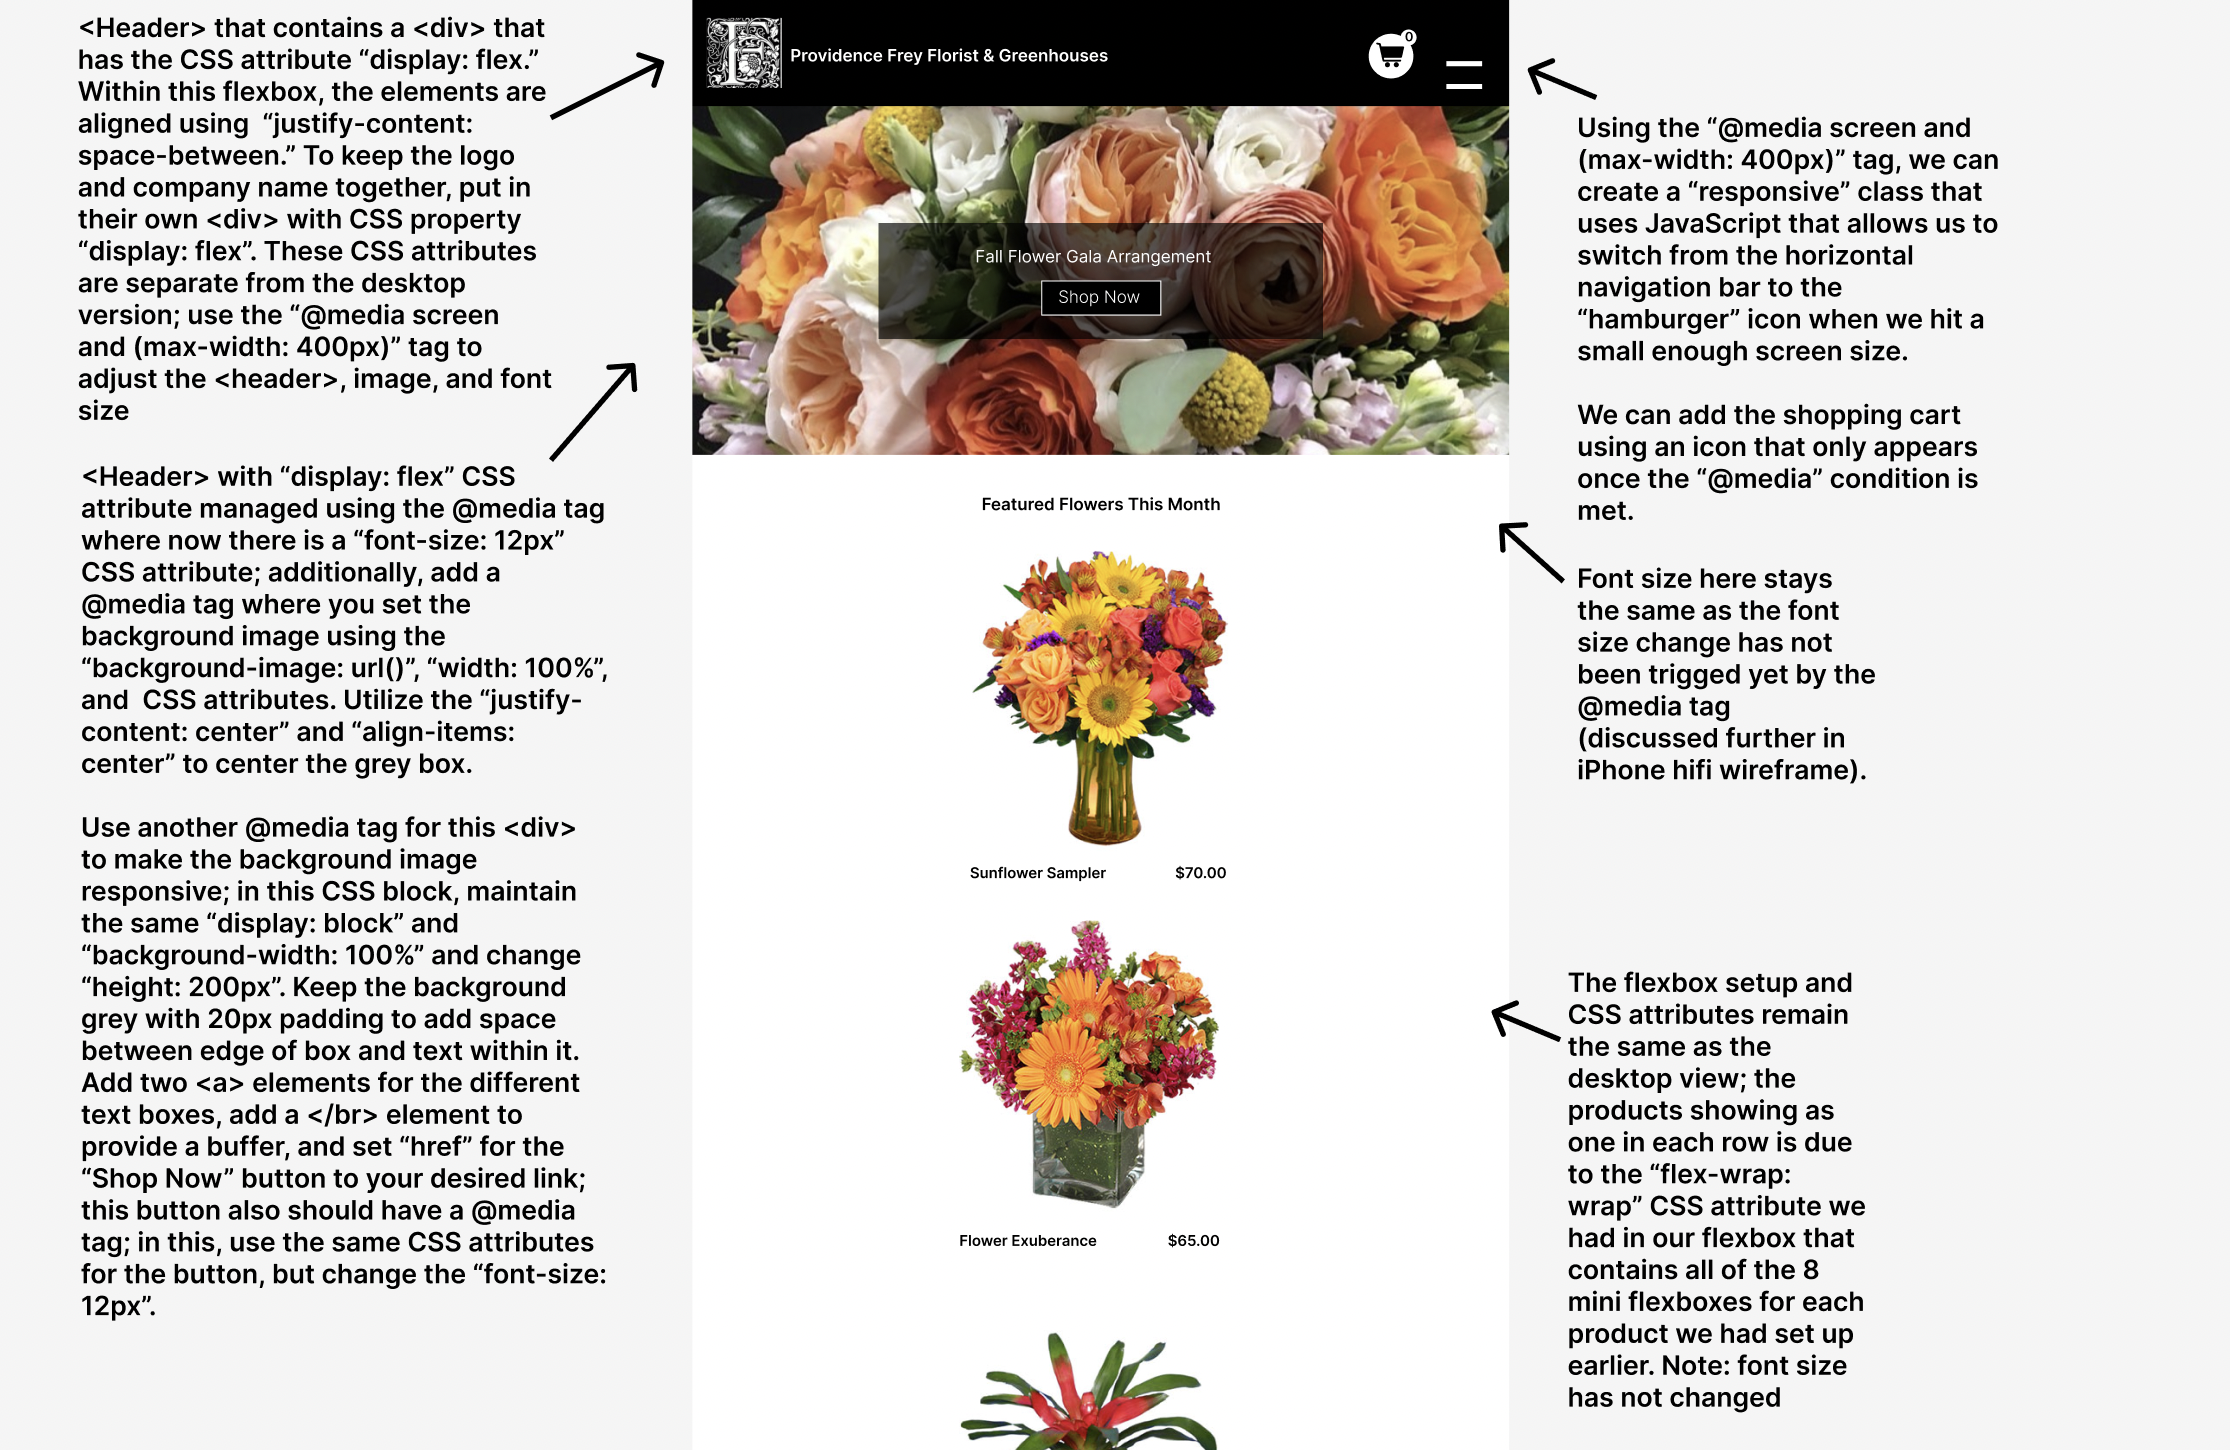 <Header> that contains a <div> that
has the CSS attribute “display: flex.”
Within this flexbox, the elements are
aligned using  “justify-content:
space-between.” To keep the logo
and company name together, put in
their own <div> with CSS property
“display: flex”. These CSS attributes
are separate from the desktop
version; use the “@media screen
and (max-width: 400px)” tag to
adjust the <header>, image, and font
size
<Header> with “display: flex” CSS
attribute managed using the @media tag
where now there is a “font-size: 12px”
CSS attribute; additionally, add a
@media tag where you set the
background image using the
“background-image: url()”, “width: 100%”,
and  CSS attributes. Utilize the “justify-
content: center” and “align-items:
center” to center the grey box.
Use another @media tag for this <div>
to make the background image
responsive; in this CSS block, maintain
the same “display: block” and
“background-width: 100%” and change
“height: 200px”. Keep the background
grey with 20px padding to add space
between edge of box and text within it.
Add two <a> elements for the different
text boxes, add a </br> element to
provide a buffer, and set “href” for the
“Shop Now” button to your desired link;
this button also should have a @media
tag; in this, use the same CSS attributes
for the button, but change the “font-size:
12px”.
F
Providence Frey Florist & Greenhouses
0
Fall Flower Gala Arrangement
Shop Now
Featured Flowers This Month
Sunflower Sampler $70.00
Flower Exuberance $65.00
Using the “@media screen and
(max-width: 400px)” tag, we can
create a “responsive” class that
uses JavaScript that allows us to
switch from the horizontal
navigation bar to the
“hamburger” icon when we hit a
small enough screen size.
We can add the shopping cart
using an icon that only appears
once the “@media” condition is
met.
Font size here stays
the same as the font
size change has not
been trigged yet by the
@media tag
(discussed further in
iPhone hifi wireframe).
The flexbox setup and
CSS attributes remain
the same as the
desktop view; the
products showing as
one in each row is due
to the “flex-wrap:
wrap” CSS attribute we
had in our flexbox that
contains all of the 8
mini flexboxes for each
product we had set up
earlier. Note: font size
has not changed